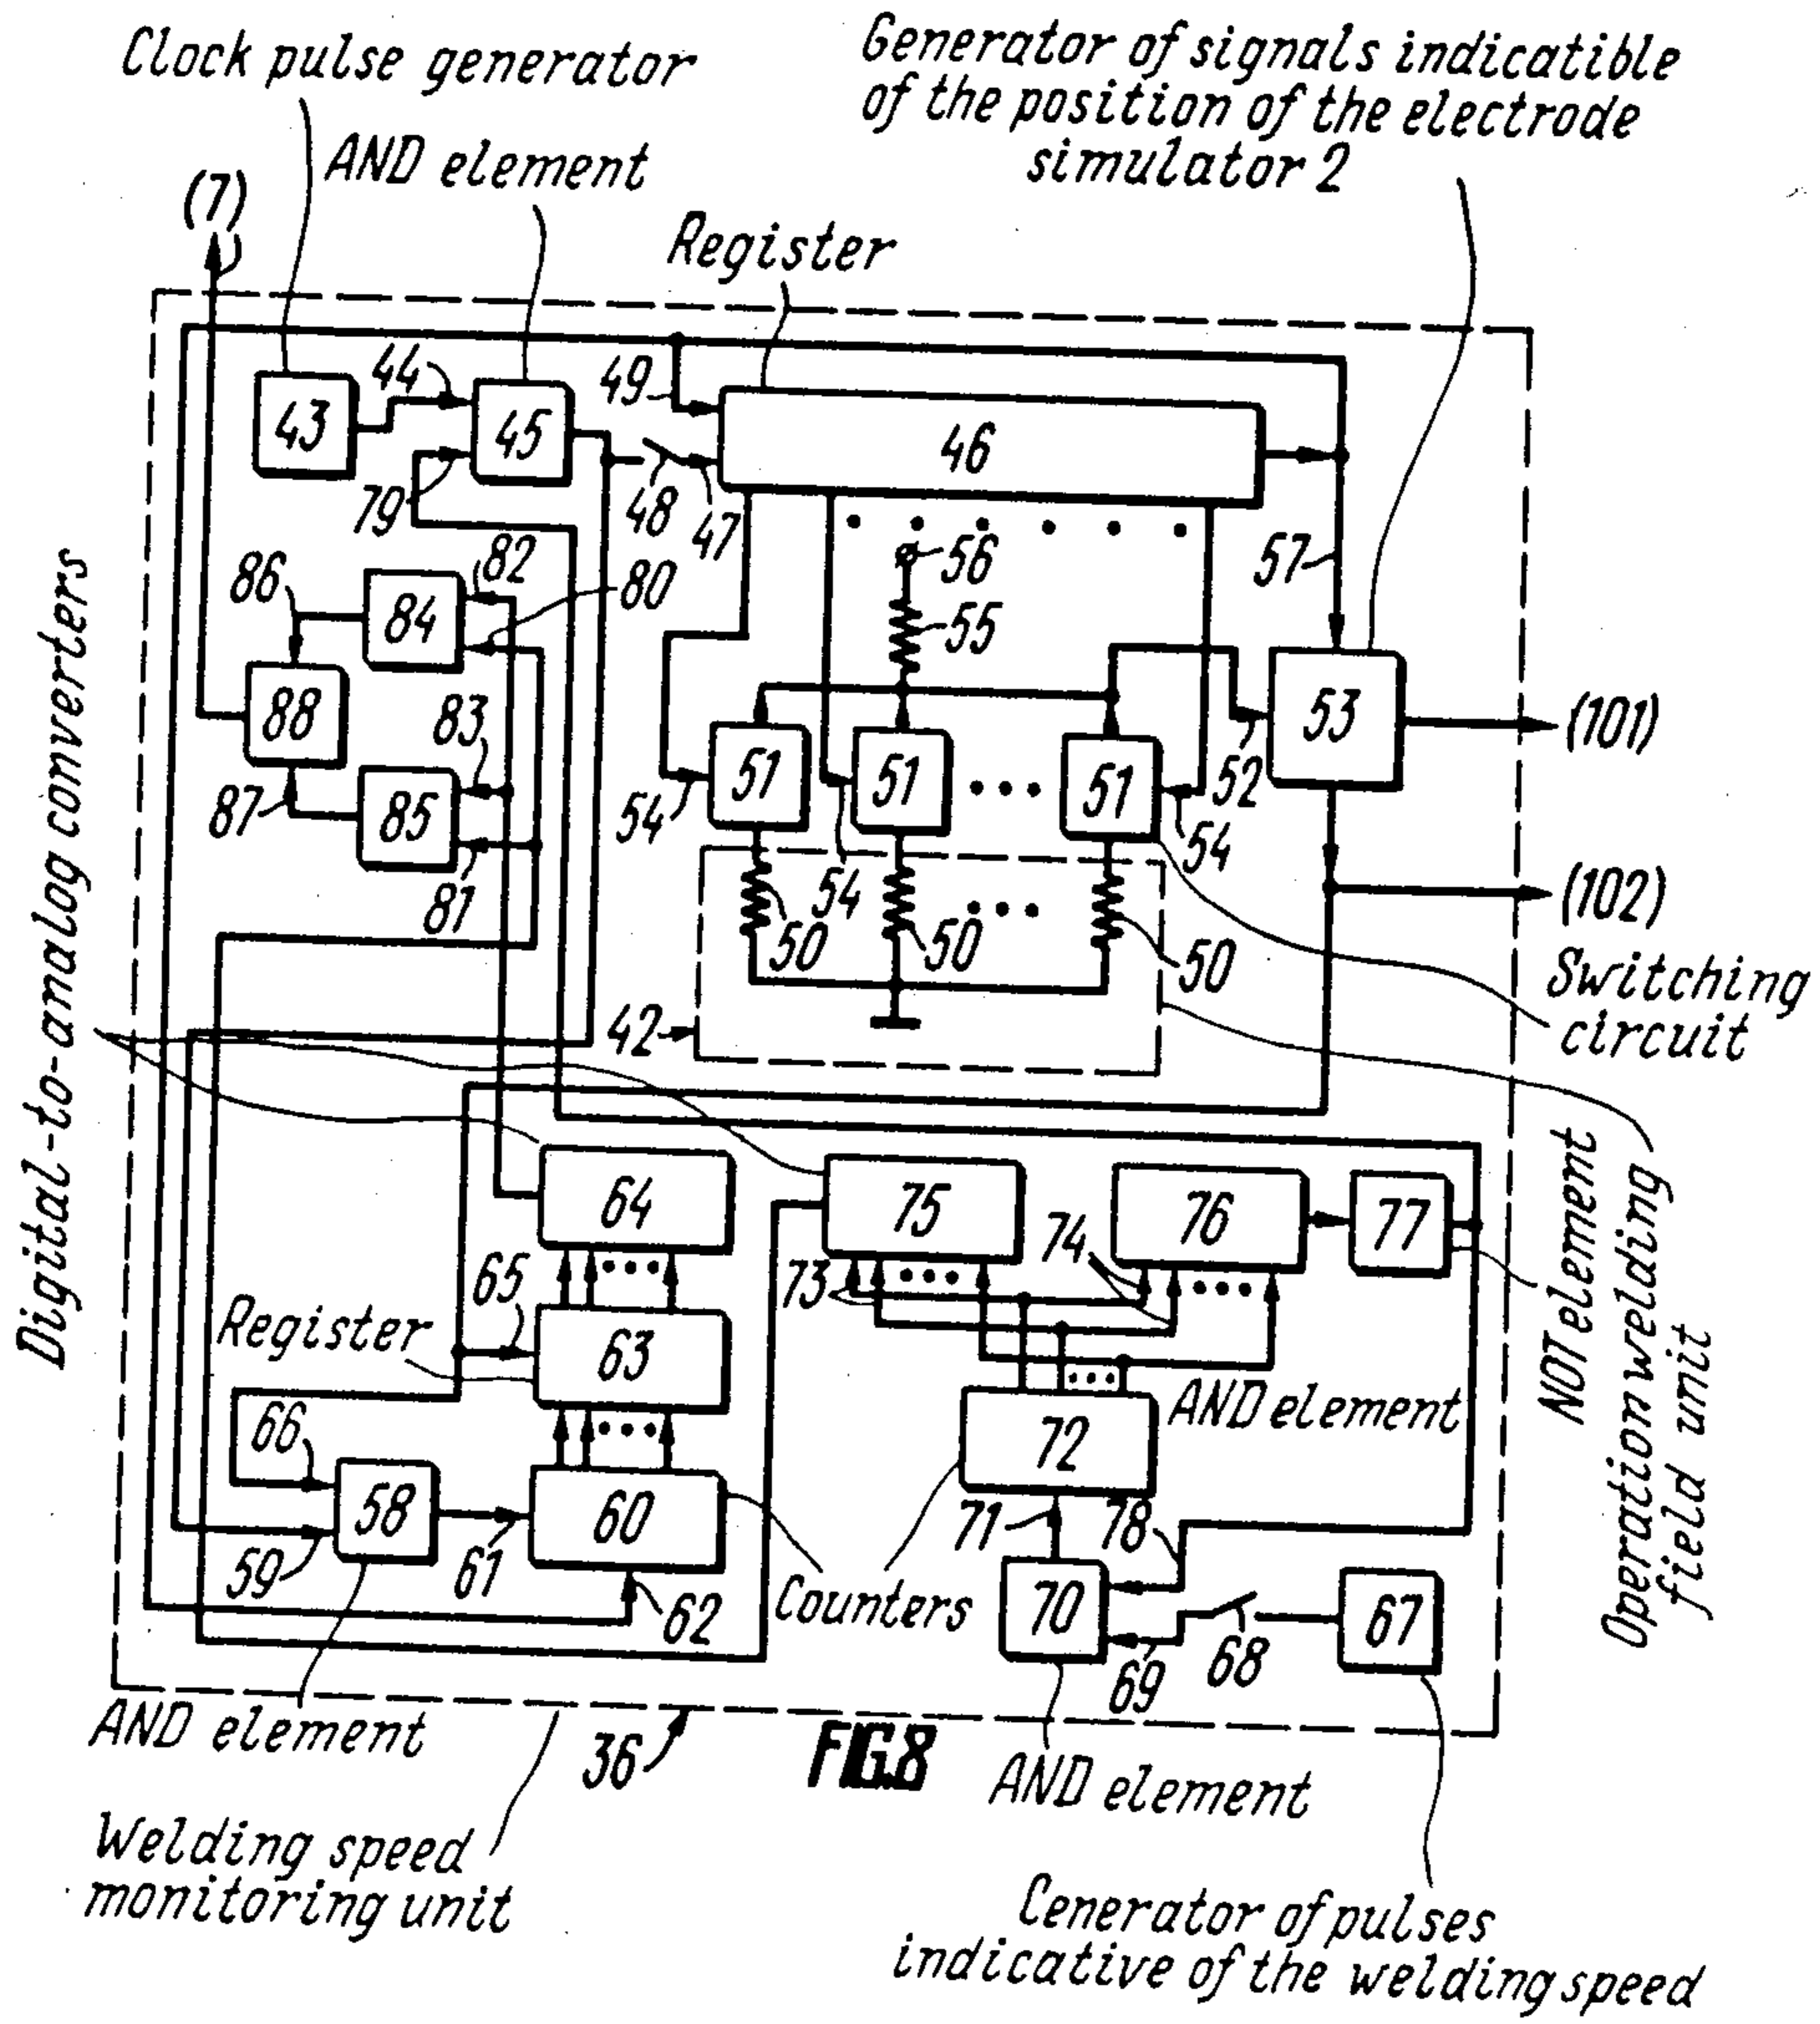 Clock pulse generator
Generator of signals indicatible
of the position of the electrode
simulator 2
AND element
(7)
Register
44
49
43
45
46
79
48
47
82
86
80
56
57
84
55
88
83
53
(101)
51
51
51
52
87
85
54
54
54
81
(102)
50
50
50
42
Switching
circuit
Digital-to-analog converters
64
75
76
77
74
73
65
Register
63
NOT element
Operation welding
field unit
AND element
72
66
58
60
71
78
59
61
62
Counters
70
67
69
68
AND element
36
FIG.8
AND element
Welding speed
monitoring unit
Cenerator of pulses
indicative of the welding speed